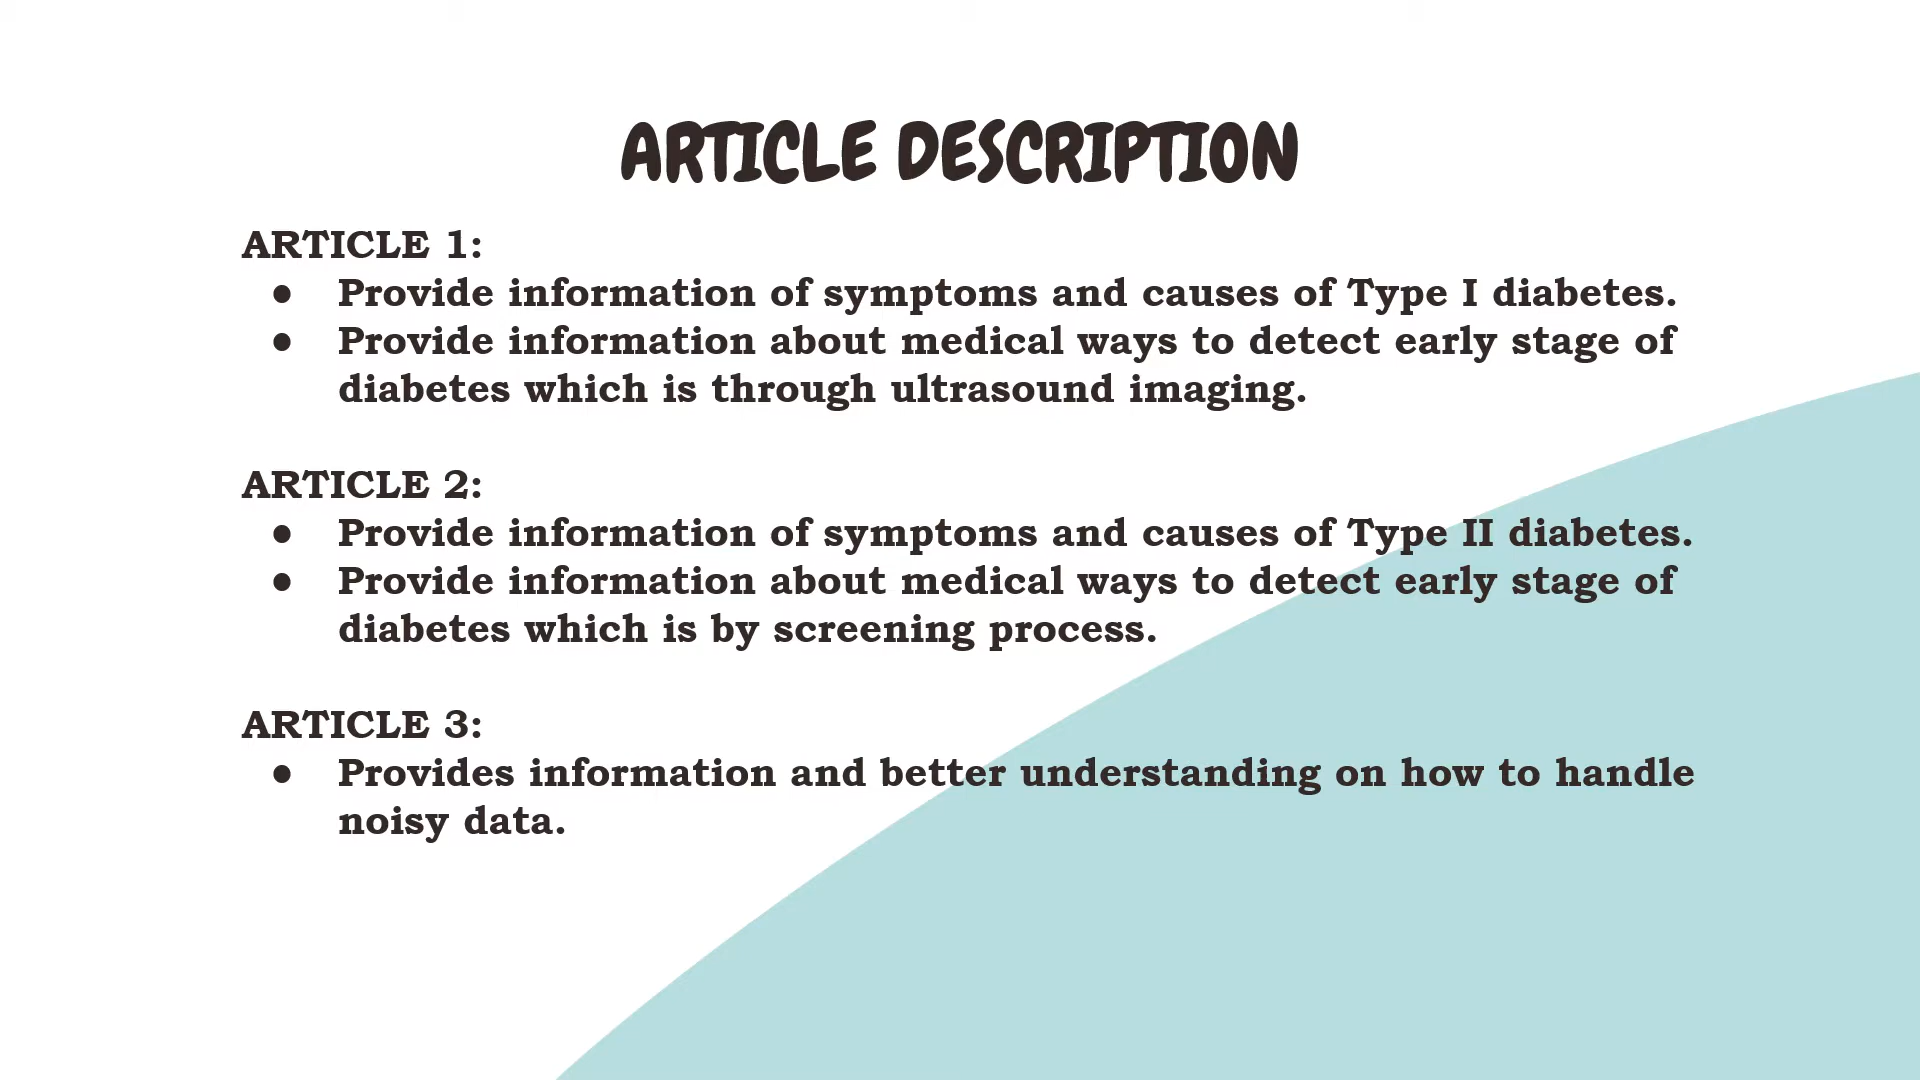 ARTICLE DESCRIPTION
ARTICLE 1:
● Provide information of symptoms and causes of Type I diabetes.
● Provide information about medical ways to detect early stage of
diabetes which is through ultrasound imaging.
ARTICLE 2:
● Provide information of symptoms and causes of Type II diabetes.
● Provide information about medical ways to detect early stage of
diabetes which is by screening process.
ARTICLE 3:
● Provides information and better understanding on how to handle
noisy data.